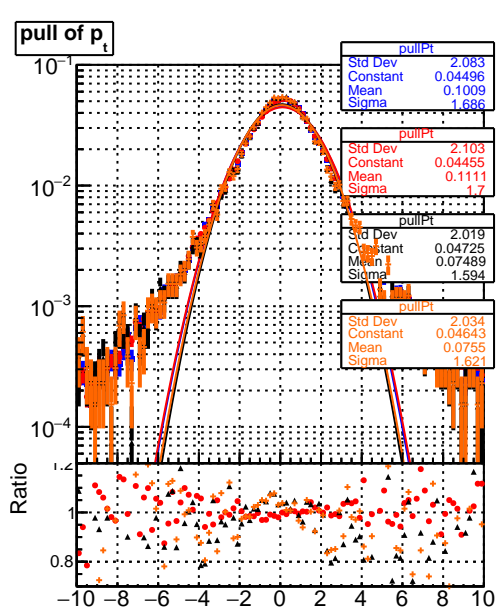 pull of p_t
pullPt
Std Dev 2.083
Constant 0.04496
Mean 0.1009
Sigma 1.686
pullPt
Std Dev 2.103
Constant 0.04455
Mean 0.1111
Sigma 1.7
pullPt
Std Dev 2.019
Constant 0.04725
Mean 0.07489
Sigma 1.594
pullPt
Std Dev 2.034
Constant 0.04643
Mean 0.0755
Sigma 1.621
10⁻¹
10⁻²
10⁻³
10⁻⁴
1.2
1
0.8
Ratio
−10 −8 −6 −4 −2 0 2 4 6 8 10